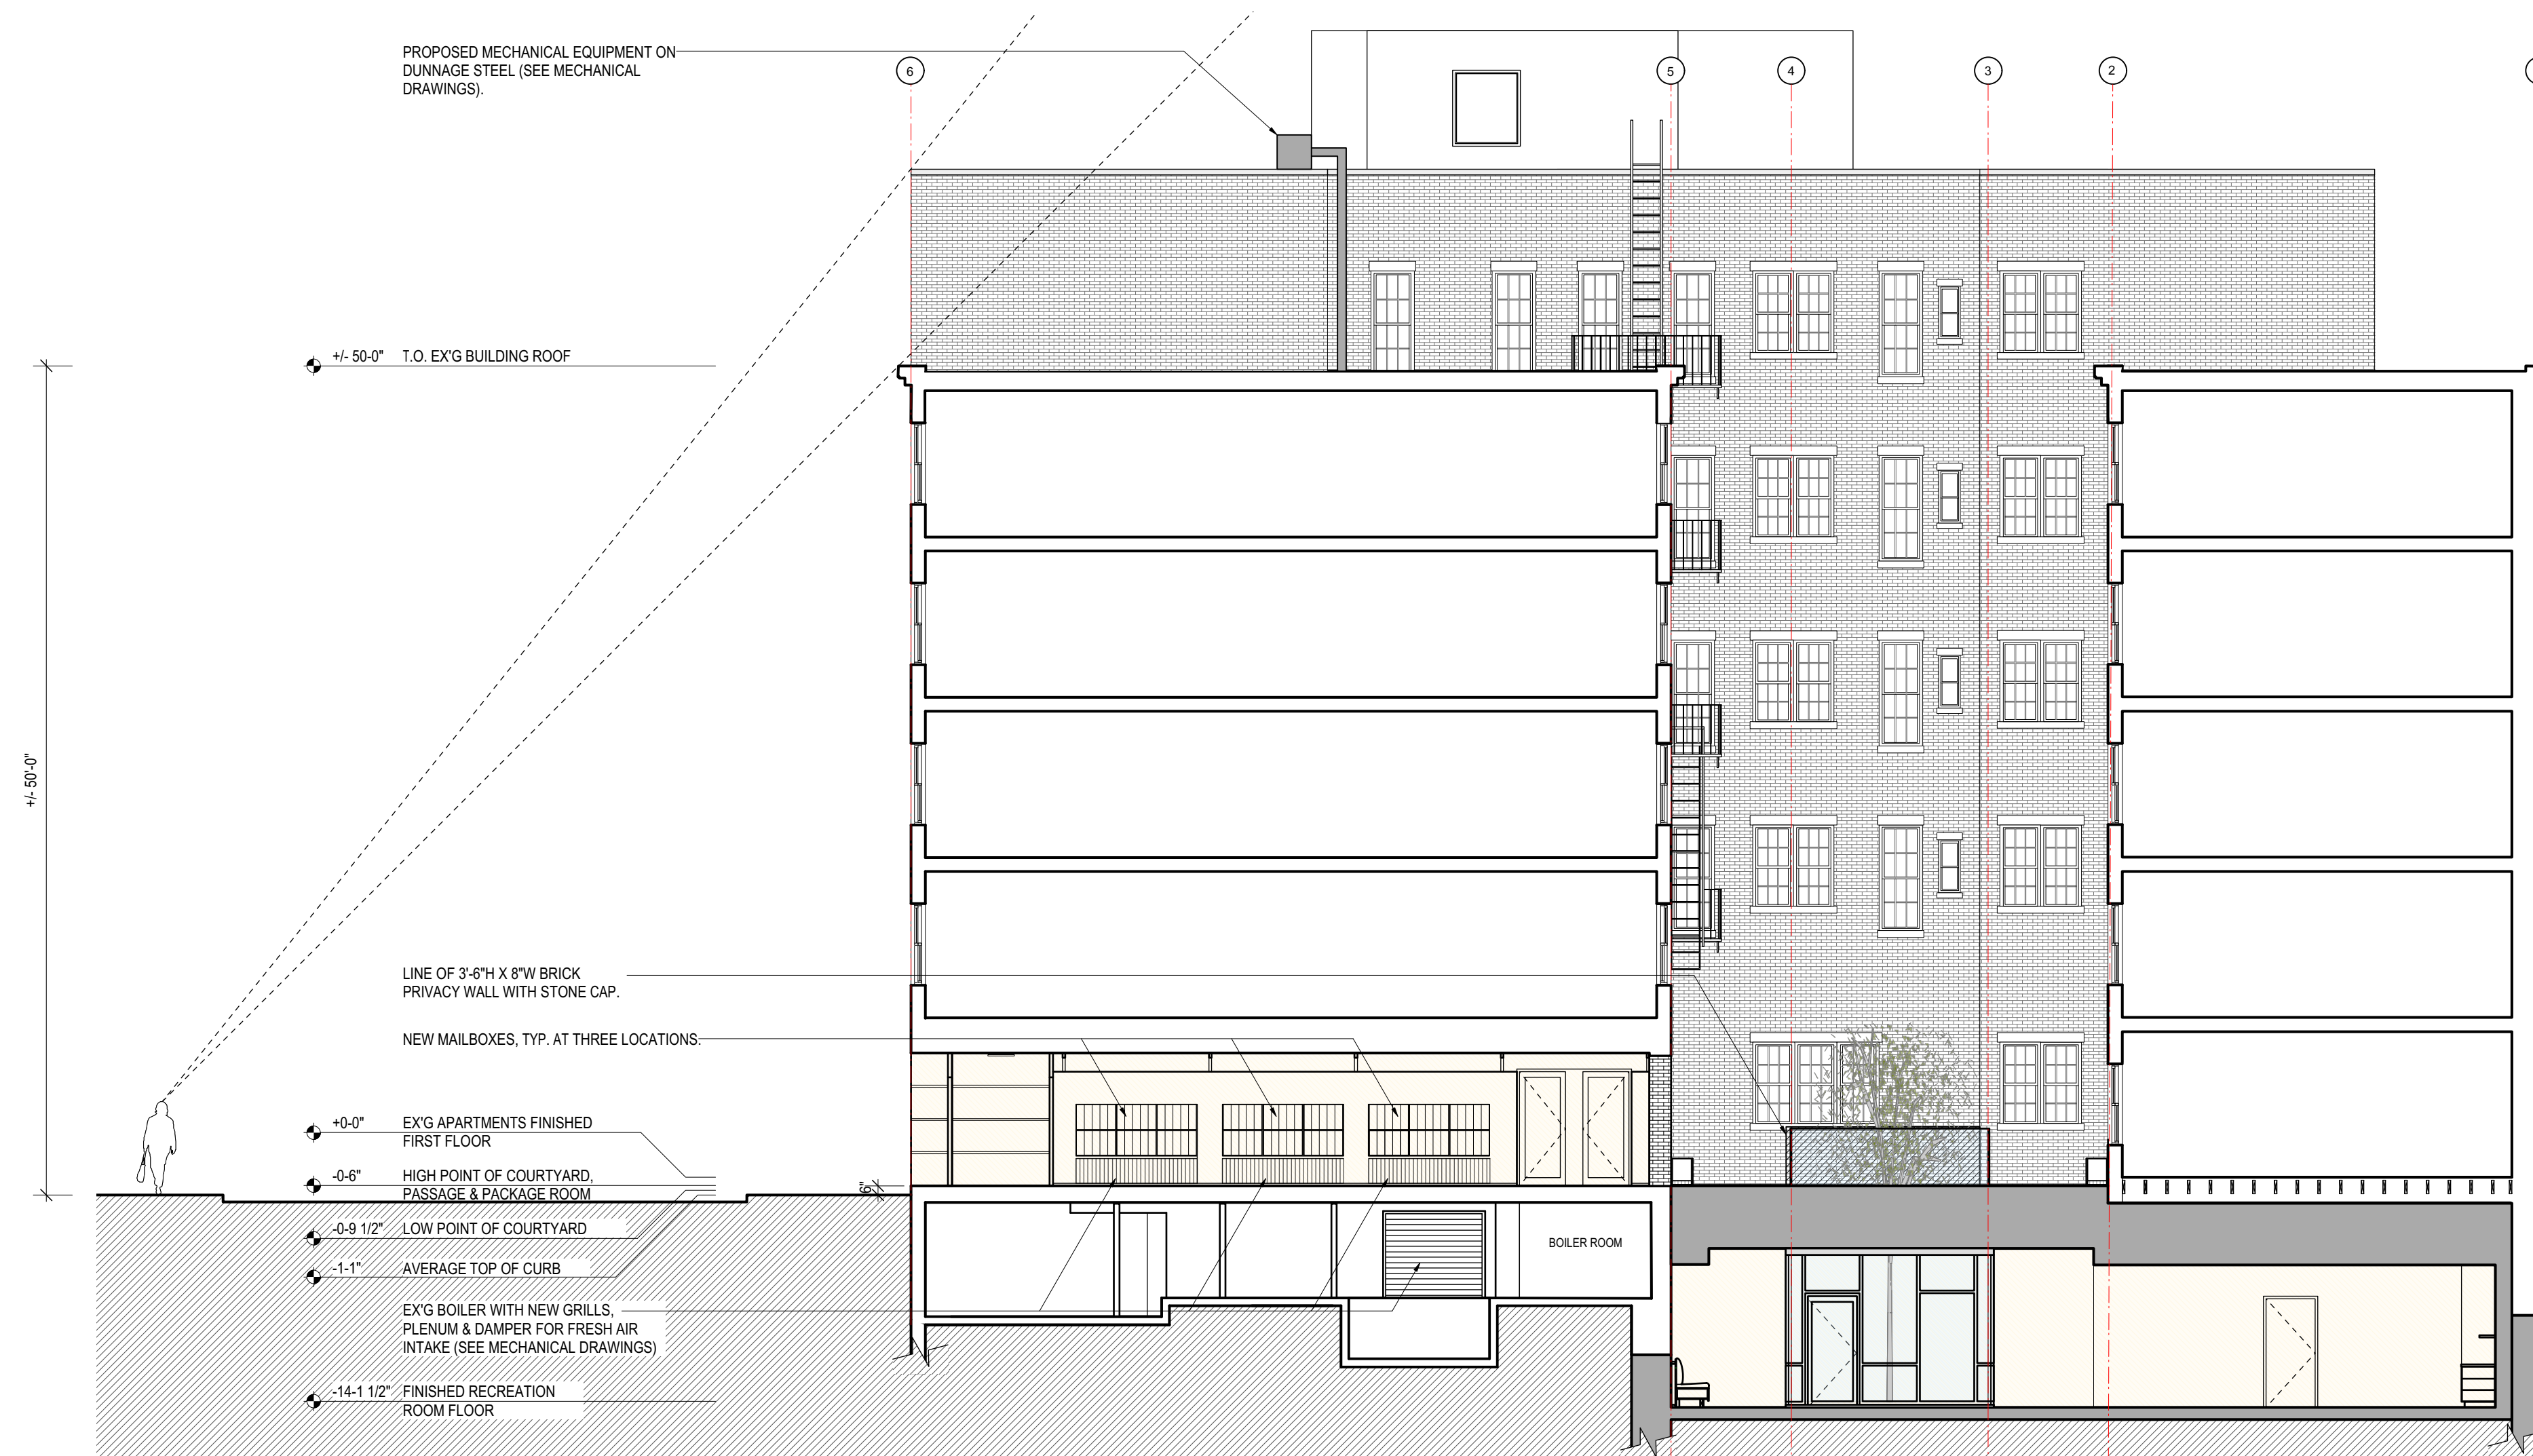 PROPOSED MECHANICAL EQUIPMENT ON
DUNNAGE STEEL (SEE MECHANICAL
DRAWINGS).
6
5
4
3
2
+/- 50-0" T.O. EX'G BUILDING ROOF
+/- 50'-0"
LINE OF 3'-6"H X 8"W BRICK
PRIVACY WALL WITH STONE CAP.
NEW MAILBOXES, TYP. AT THREE LOCATIONS.
+0-0" EX'G APARTMENTS FINISHED
FIRST FLOOR
-0-6" HIGH POINT OF COURTYARD,
PASSAGE & PACKAGE ROOM
6"
-0-9 1/2" LOW POINT OF COURTYARD
-1-1" AVERAGE TOP OF CURB
BOILER ROOM
EX'G BOILER WITH NEW GRILLS,
PLENUM & DAMPER FOR FRESH AIR
INTAKE (SEE MECHANICAL DRAWINGS)
-14-1 1/2" FINISHED RECREATION
ROOM FLOOR